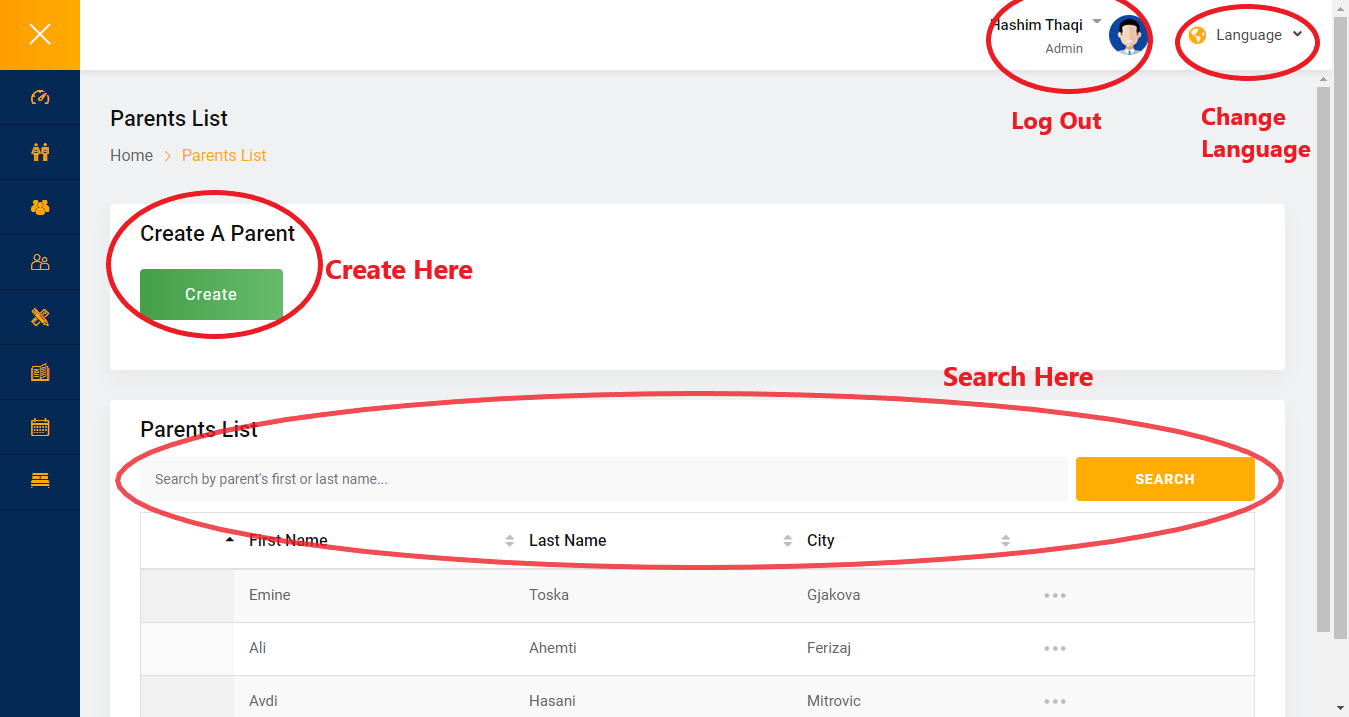 Hashim Thaqi
Admin
Language
Log Out
Change
Language
Parents List
Home > Parents List
Create A Parent
Create
Create Here
Search Here
Parents List
Search by parent's first or last name...
SEARCH
First Name Last Name City
Emine Toska Gjakova
Ali Ahemti Ferizaj
Avdi Hasani Mitrovic